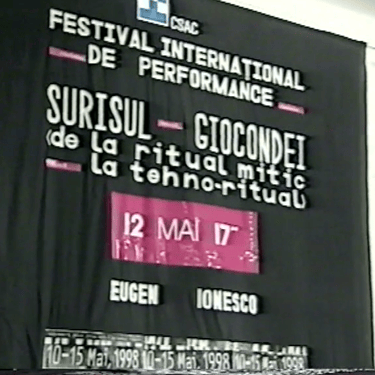 CSAC
FESTIVAL INTERNAȚIONAL
DE PERFORMANCE
SURISUL - GIOCONDEI
(de la ritual mitic
la tehno-ritual)
12 MAI 17
EUGEN IONESCO
10-15 Mai, 1998 10-15 Mai, 1998 10-15 Mai, 1998